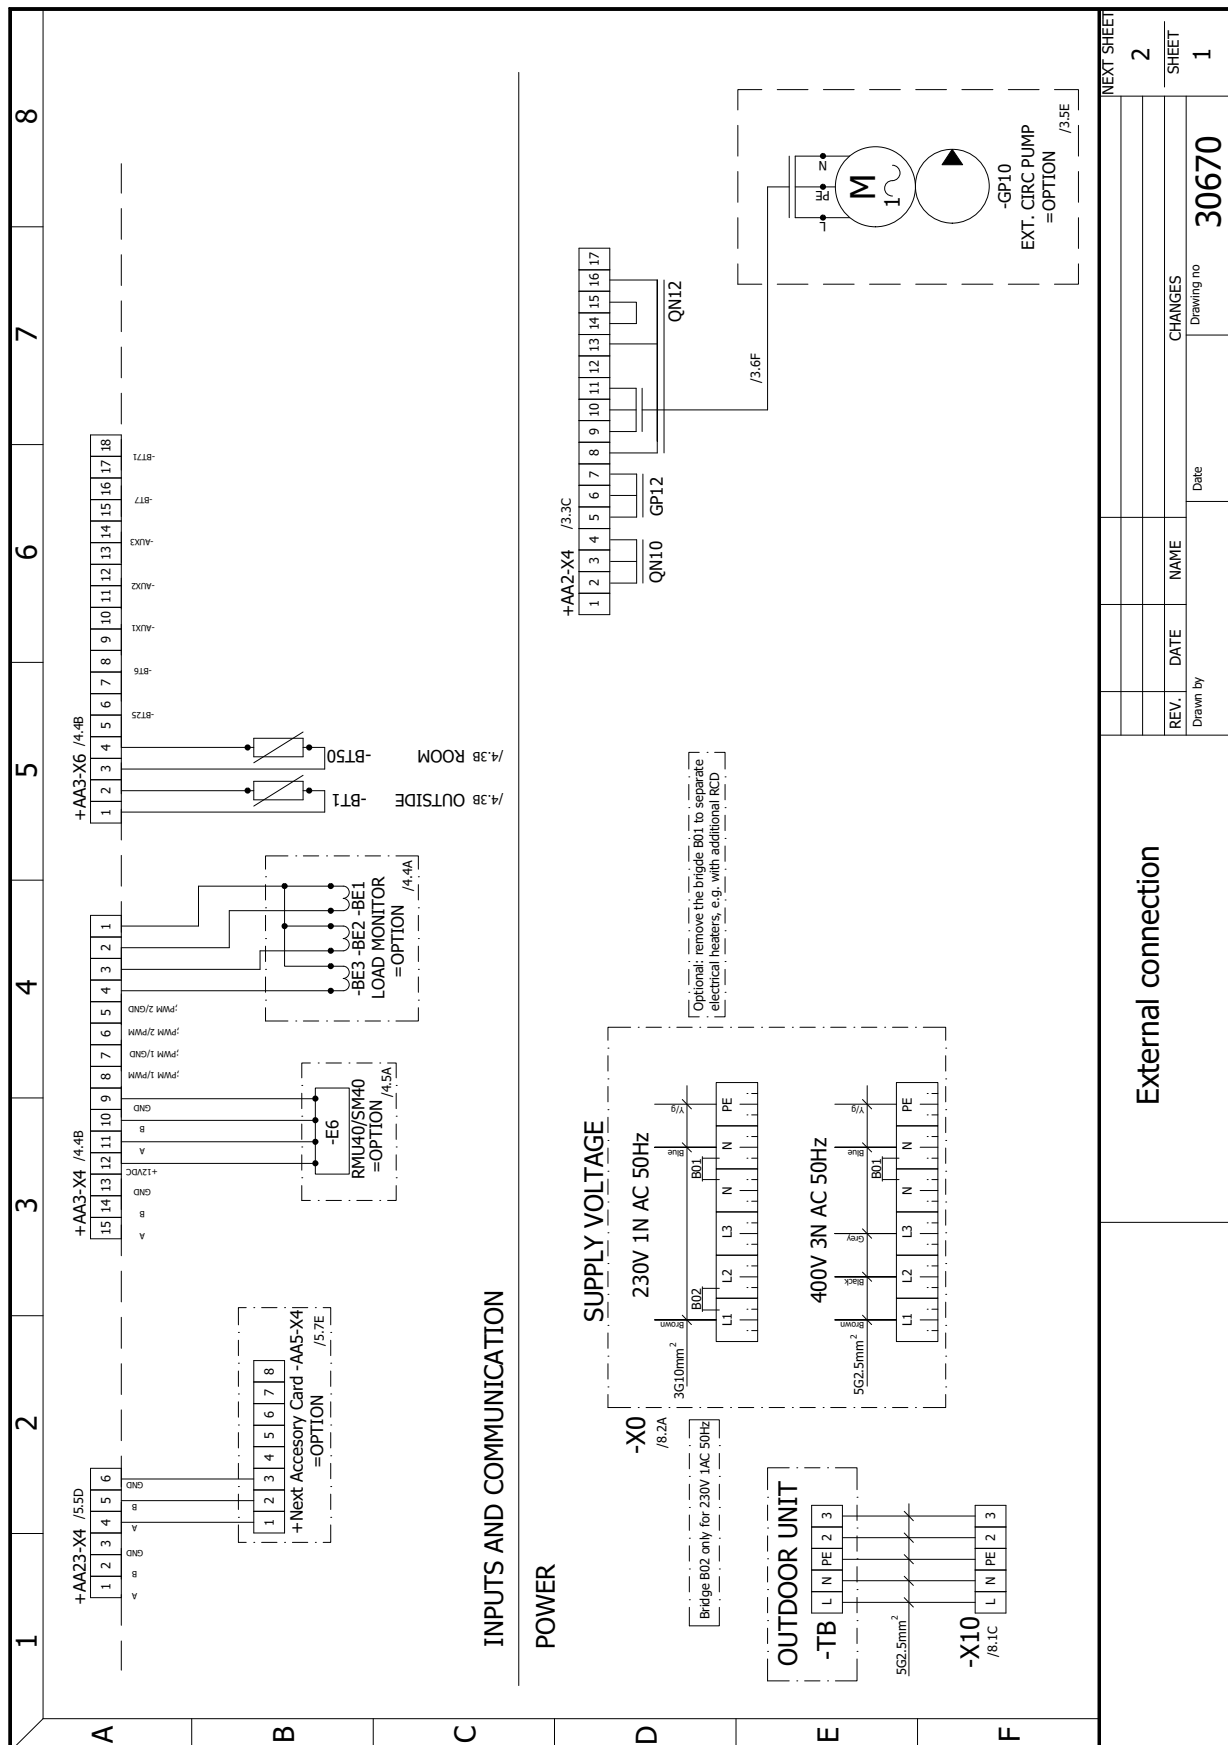 1 2 3 4 5 6 7 8
A
B
C
D
E
F
+AA23-X4 /5.5D
1 2 3 4 5 6
A
B
GND
A
B
GND
1 2 3 4 5 6 7 8
+Next Accesory Card -AA5-X4
=OPTION
/5.7E
+AA3-X4 /4.4B
15 14 13 12 11 10 9 8 7 6 5 4 3 2 1
A
B
GND
+12VDC
A
B
GND
;PWM 1/PWM
;PWM 1/GND
;PWM 2/PWM
;PWM 2/GND
-E6
RMU40/SM40
=OPTION
/4.5A
-BE3 -BE2 -BE1
LOAD MONITOR
=OPTION
/4.4A
+AA3-X6 /4.4B
1 2 3 4 5 6 7 8 9 10 11 12 13 14 15 16 17 18
-BT25
-BT6
-AUX1
-AUX2
-AUX3
-BT7
-BT71
-BT1
/4.3B OUTSIDE
-BT50
/4.3B ROOM
INPUTS AND COMMUNICATION
POWER
-X0
/8.2A
SUPPLY VOLTAGE
230V 1N AC 50Hz
3G10mm²
Brown
Blue
Y/g
B02
B01
L1 L2 L3 N N PE
400V 3N AC 50Hz
5G2.5mm²
Brown
Black
Grey
Blue
Y/g
B01
L1 L2 L3 N N PE
Bridge B02 only for 230V 1AC 50Hz
Optional: remove the brigde B01 to separate
electrical heaters, e.g. with additional RCD
OUTDOOR UNIT
-TB
L N PE 2 3
5G2.5mm²
-X10
/8.1C
L N PE 2 3
+AA2-X4 /3.3C
1 2 3 4 5 6 7 8 9 10 11 12 13 14 15 16 17
QN10
GP12
QN12
/3.6F
L PE N
M
1
-GP10
EXT. CIRC PUMP
=OPTION
/3.5E
External connection
REV. DATE NAME CHANGES
Drawn by
Date
Drawing no
30670
NEXT SHEET
2
SHEET
1